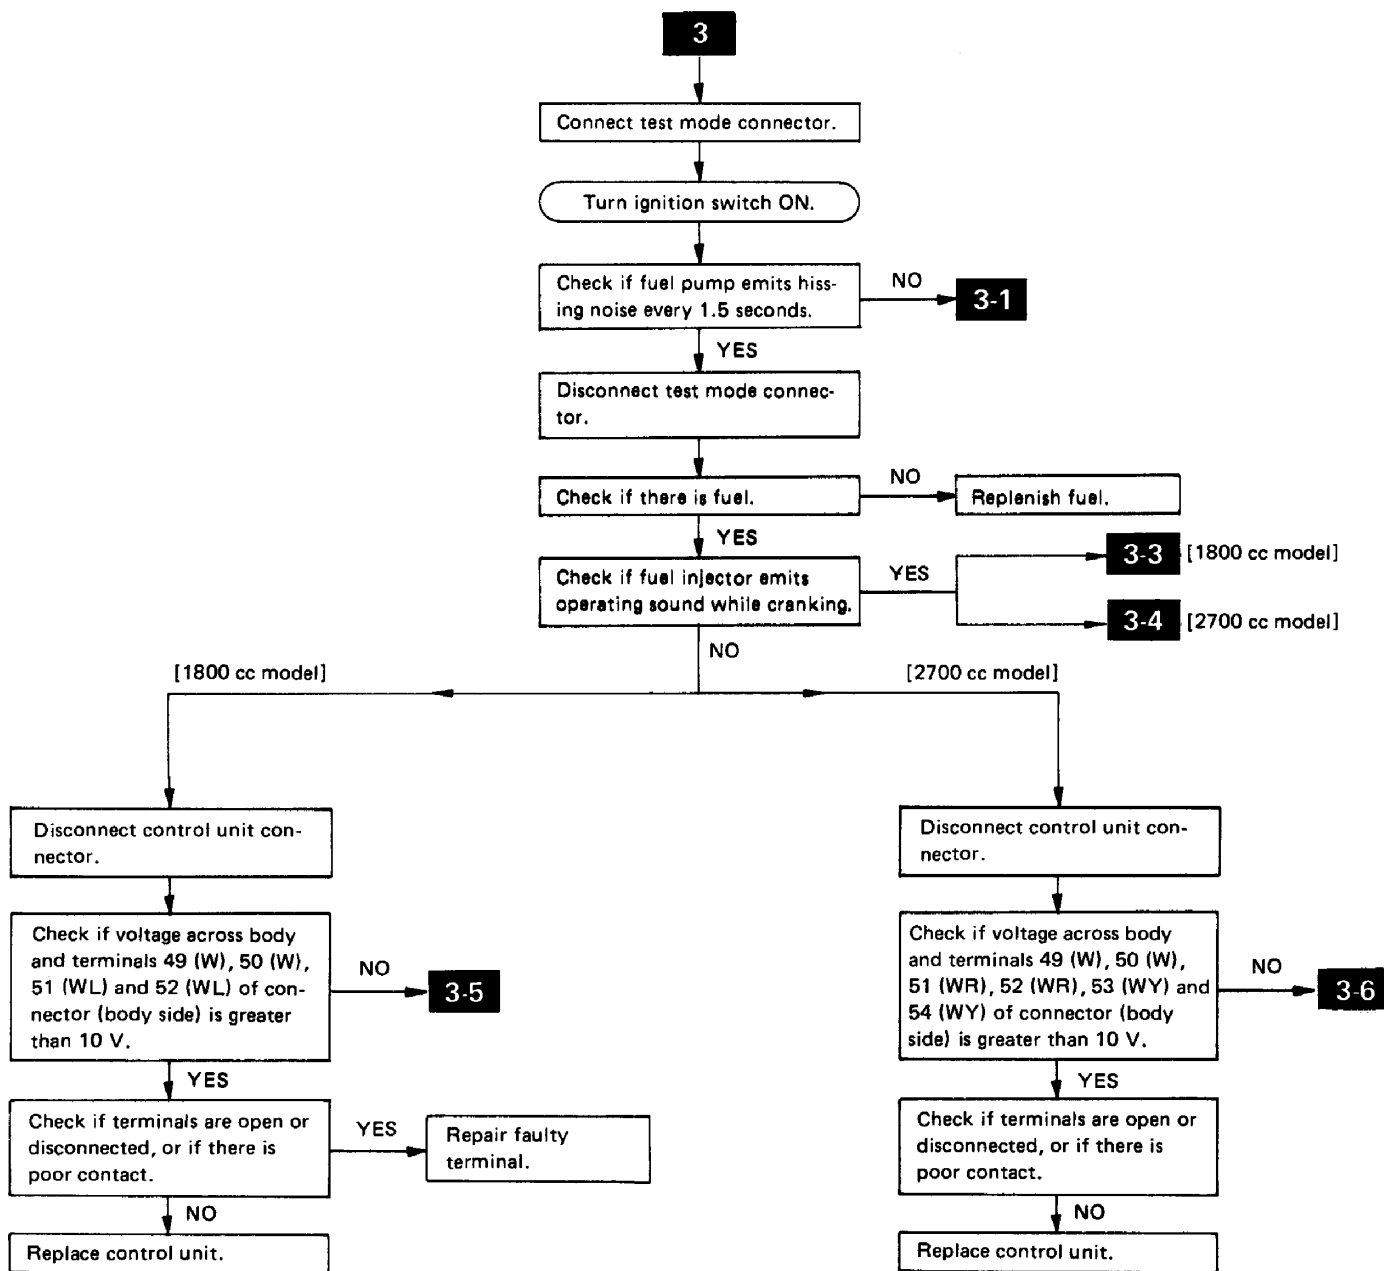 3
Connect test mode connector.
Turn ignition switch ON.
Check if fuel pump emits hiss-
ing noise every 1.5 seconds.
NO
3-1
YES
Disconnect test mode connec-
tor.
Check if there is fuel.
NO
Replenish fuel.
YES
Check if fuel injector emits
operating sound while cranking.
YES
3-3 [1800 cc model]
3-4 [2700 cc model]
NO
[1800 cc model]
[2700 cc model]
Disconnect control unit con-
nector.
Check if voltage across body
and terminals 49 (W), 50 (W),
51 (WL) and 52 (WL) of con-
nector (body side) is greater
than 10 V.
NO
3-5
YES
Check if terminals are open or
disconnected, or if there is
poor contact.
YES
Repair faulty
terminal.
NO
Replace control unit.
Disconnect control unit con-
nector.
Check if voltage across body
and terminals 49 (W), 50 (W),
51 (WR), 52 (WR), 53 (WY) and
54 (WY) of connector (body
side) is greater than 10 V.
NO
3-6
YES
Check if terminals are open or
disconnected, or if there is
poor contact.
NO
Replace control unit.